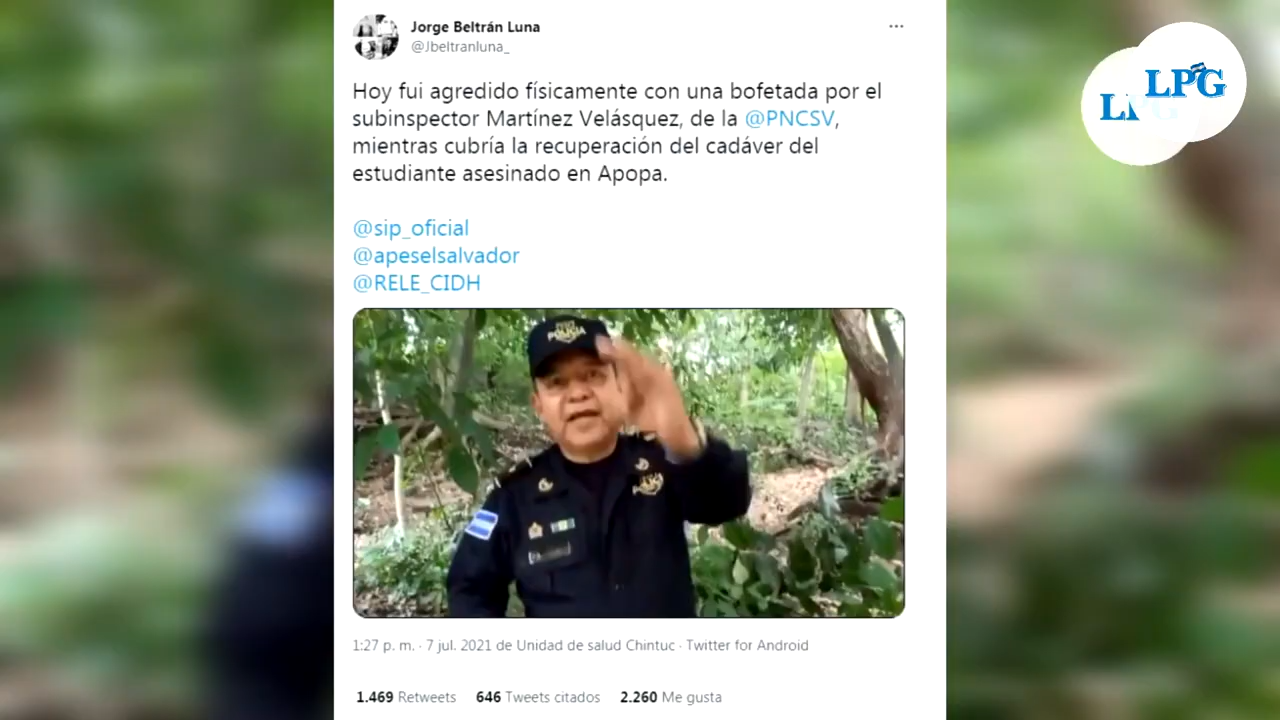 Jorge Beltrán Luna
@Jbeltranluna_
Hoy fui agredido físicamente con una bofetada por el
subinspector Martínez Velásquez, de la @PNCSV,
mientras cubría la recuperación del cadáver del
estudiante asesinado en Apopa.
@sip_oficial
@apeselsalvador
@RELE_CIDH
POLICIA
POLICIA
1:27 p. m. · 7 jul. 2021 de Unidad de salud Chintuc · Twitter for Android
1.469 Retweets 646 Tweets citados 2.260 Me gusta
LPG